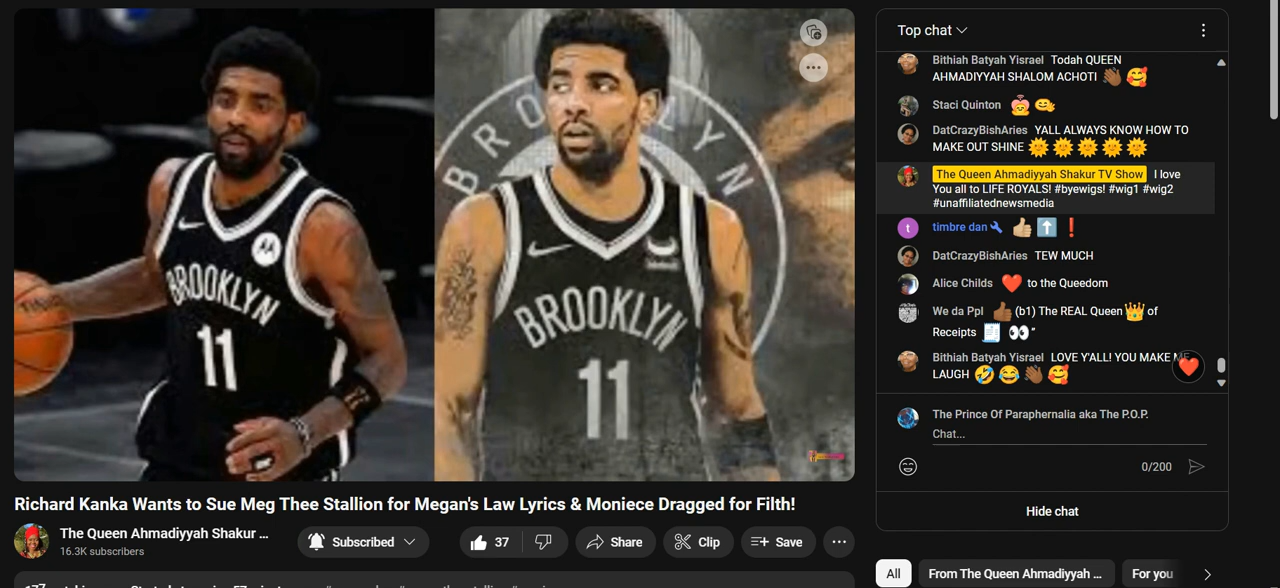 BROOKLYN
11
BROOKLYN
BROOKLYN
11
Top chat
Bithiah Batyah Yisrael Todah QUEEN
AHMADIYYAH SHALOM ACHOTI 👋🏾🥰
Staci Quinton
DatCrazyBishAries YALL ALWAYS KNOW HOW TO
MAKE OUT SHINE 🌞🌞🌞🌞🌞
The Queen Ahmadiyyah Shakur TV Show I love
You all to LIFE ROYALS! #byewigs! #wig1 #wig2
#unaffiliatednewsmedia
t timbre dan 👍🏼⬆️❗
DatCrazyBishAries TEW MUCH
Alice Childs ❤️ to the Queedom
We da Ppl 👍🏾(b1) The REAL Queen 👑 of
Receipts 🧾 👀"
Bithiah Batyah Yisrael LOVE Y'ALL! YOU MAKE ME
LAUGH 🤣😂👋🏾🥰
The Prince Of Paraphernalia aka The P.O.P.
Chat...
0/200
Hide chat
Richard Kanka Wants to Sue Meg Thee Stallion for Megan's Law Lyrics & Moniece Dragged for Filth!
The Queen Ahmadiyyah Shakur ...
16.3K subscribers
Subscribed
37
Share
Clip
Save
All
From The Queen Ahmadiyyah ...
For you